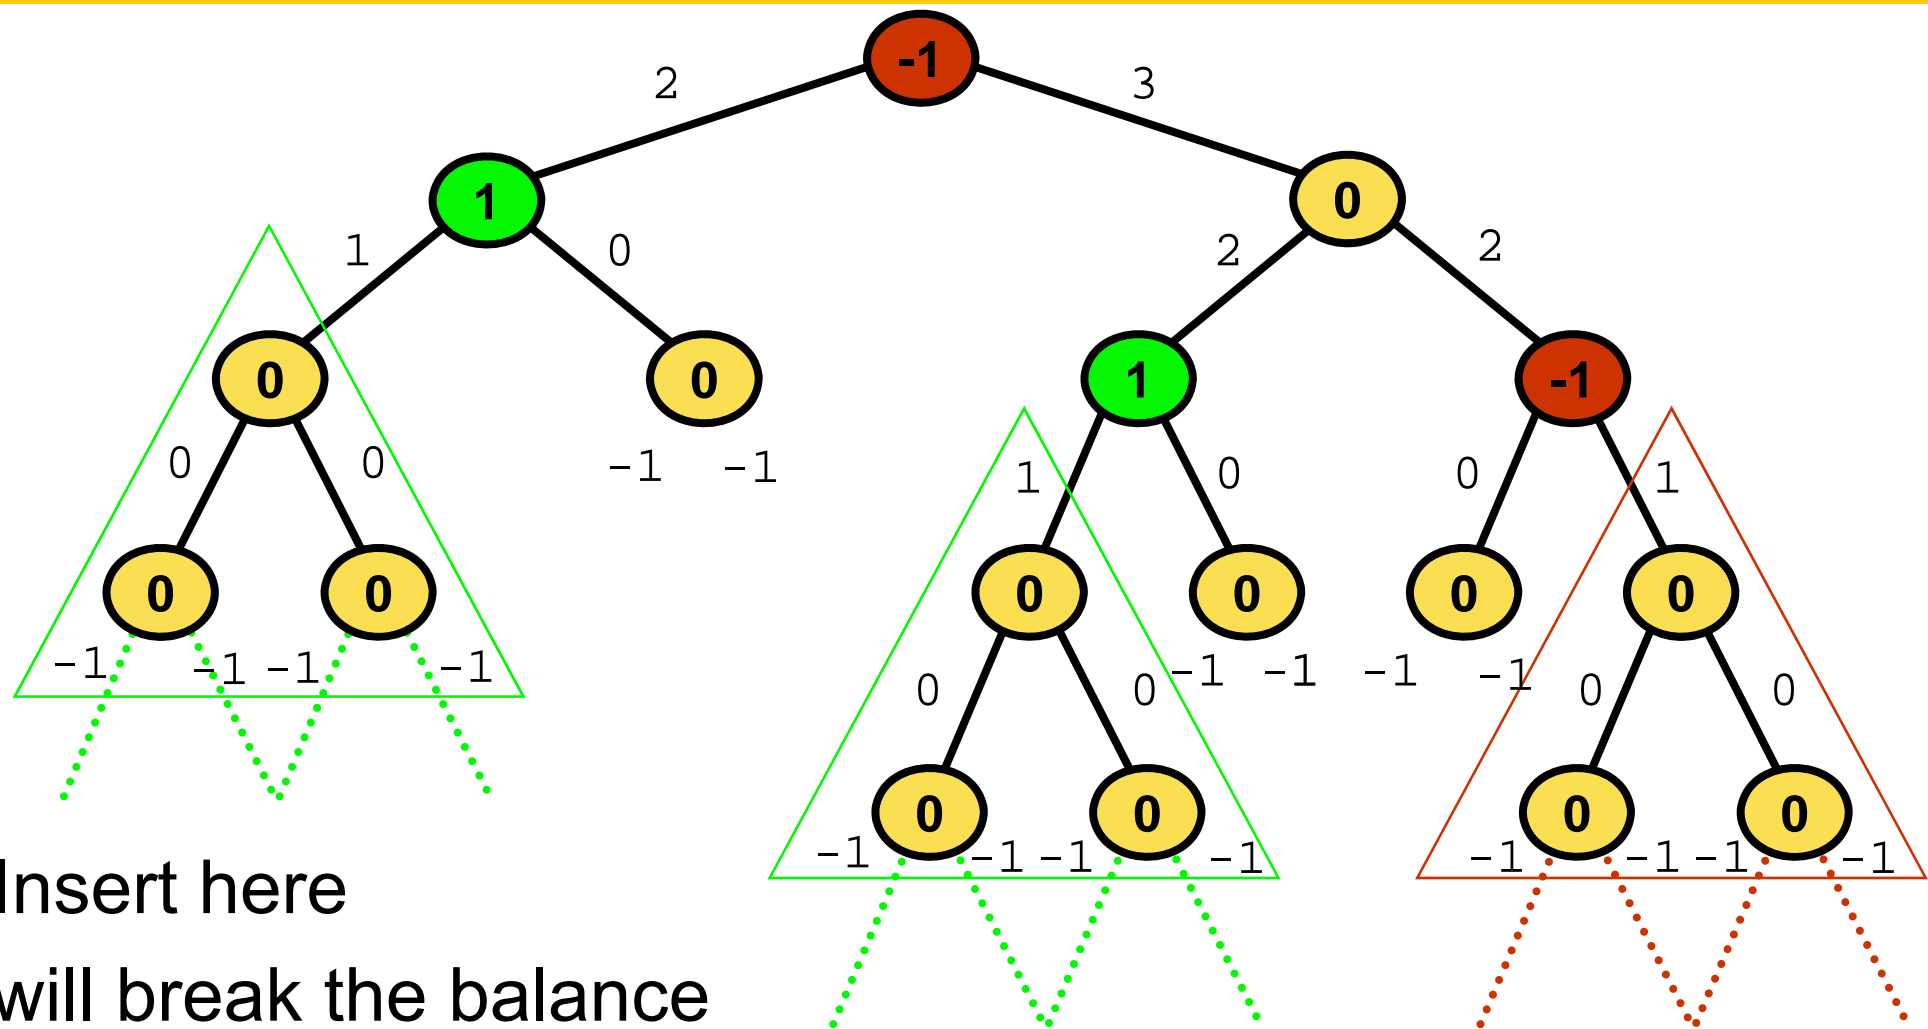 -1
2 3
1 0
1 0 2 2
0 0 1 -1
0 0 -1 -1 1 0 0 1
0 0 0 0 0 0
-1 -1 -1 -1 0 0 -1 -1 -1 -1 0 0
0 0 0 0
-1 -1 -1 -1 -1 -1 -1 -1
Insert here
will break the balance